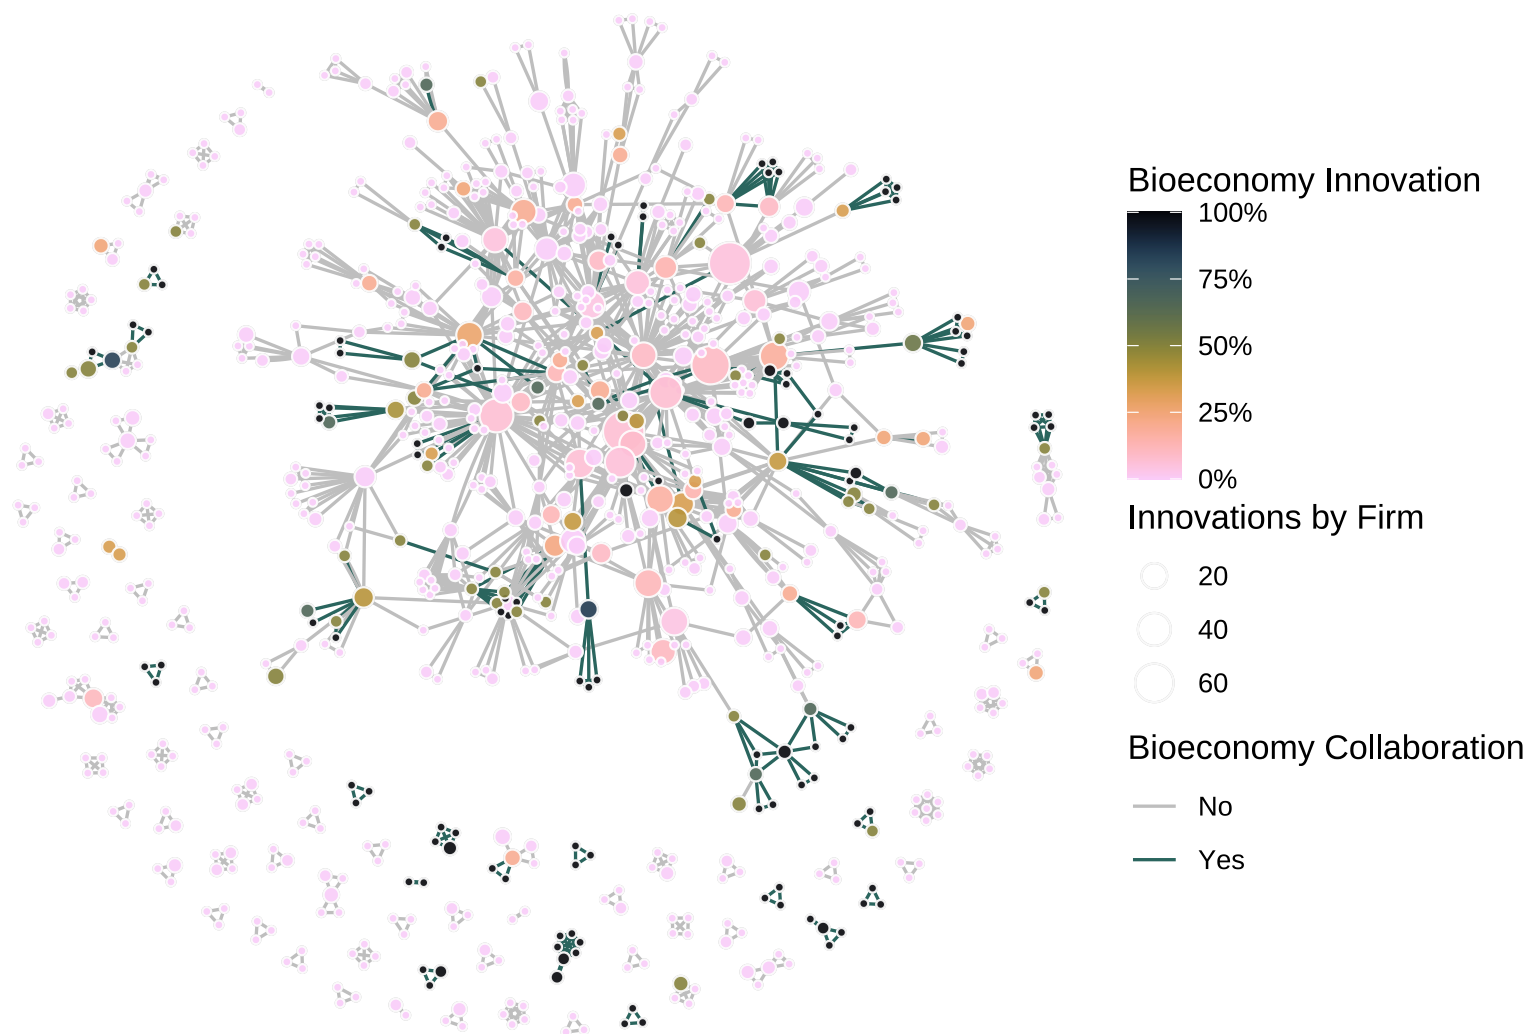 Bioeconomy Innovation
100%
75%
50%
25%
0%
Innovations by Firm
20
40
60
Bioeconomy Collaboration
No
Yes